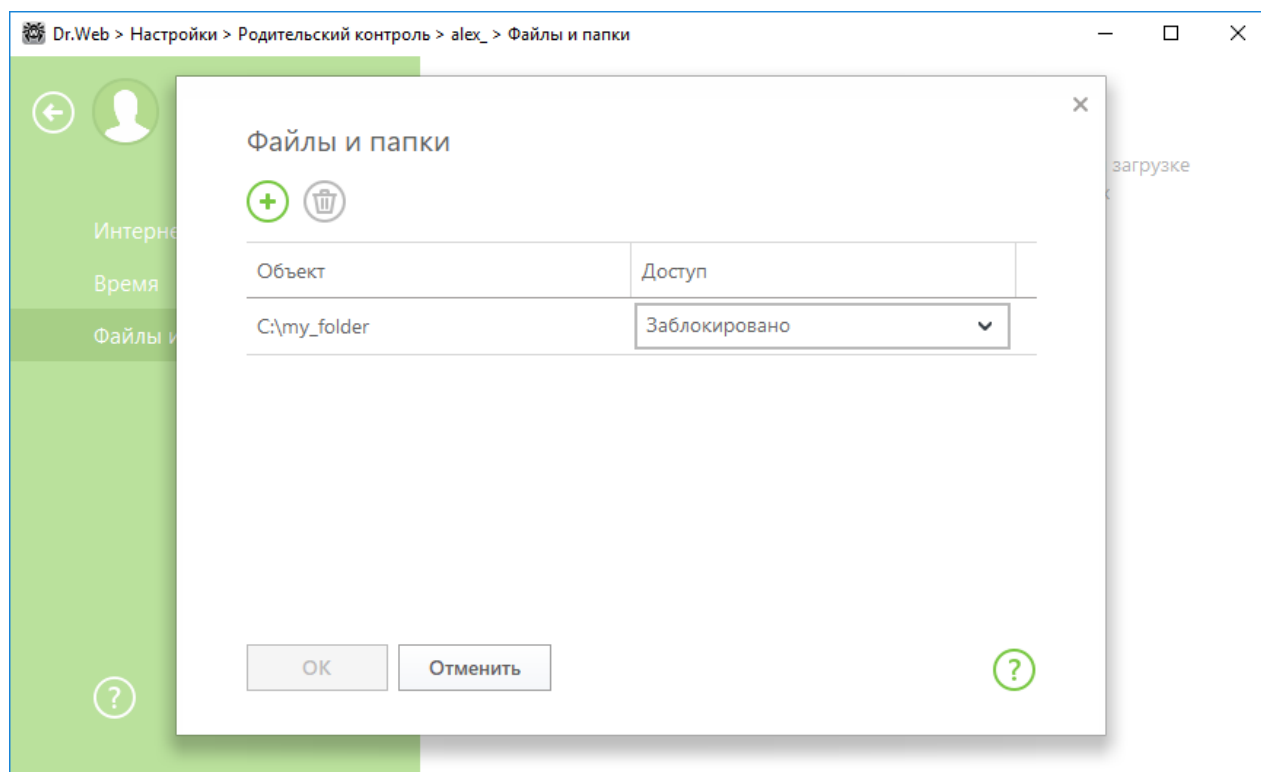 Dr.Web > Настройки > Родительский контроль > alex_ > Файлы и папки
Файлы и папки
загрузке
Интерне
Объект Доступ
Время
Файлы и
C:\my_folder Заблокировано
ОК Отменить ?
?